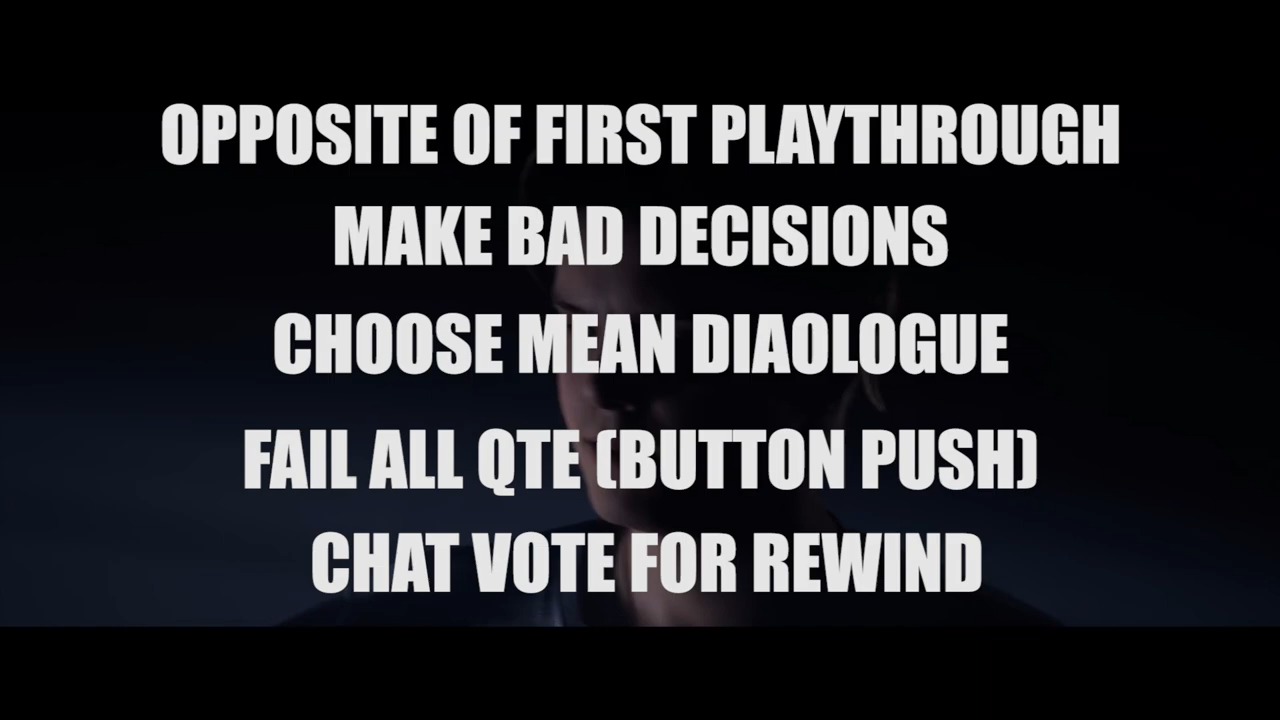 OPPOSITE OF FIRST PLAYTHROUGH
MAKE BAD DECISIONS
CHOOSE MEAN DIAOLOGUE
FAIL ALL QTE (BUTTON PUSH)
CHAT VOTE FOR REWIND